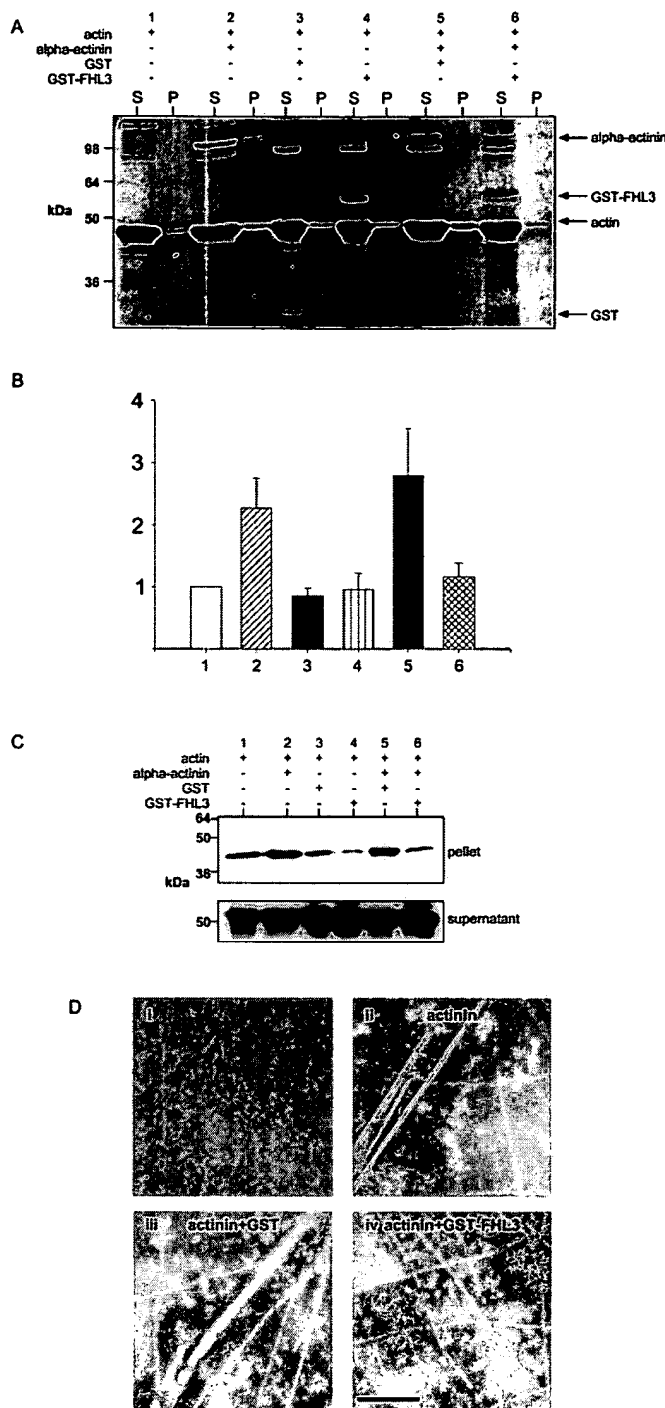 A
1 2 3 4 5 6
actin + + + + + +
alpha-actinin - + - - + +
GST - - + - + -
GST-FHL3 - - - + - +
S P S P S P S P S P S P
98
64
kDa
50
36
alpha-actinin
GST-FHL3
actin
GST
B
4
3
2
1
1 2 3 4 5 6
C
1 2 3 4 5 6
actin + + + + + +
alpha-actinin - + - - + +
GST - - + - + -
GST-FHL3 - - - + - +
64
50
36
kDa
pellet
50
supernatant
D
i
ii actinin
iii actinin+GST
iv actinin+GST-FHL3